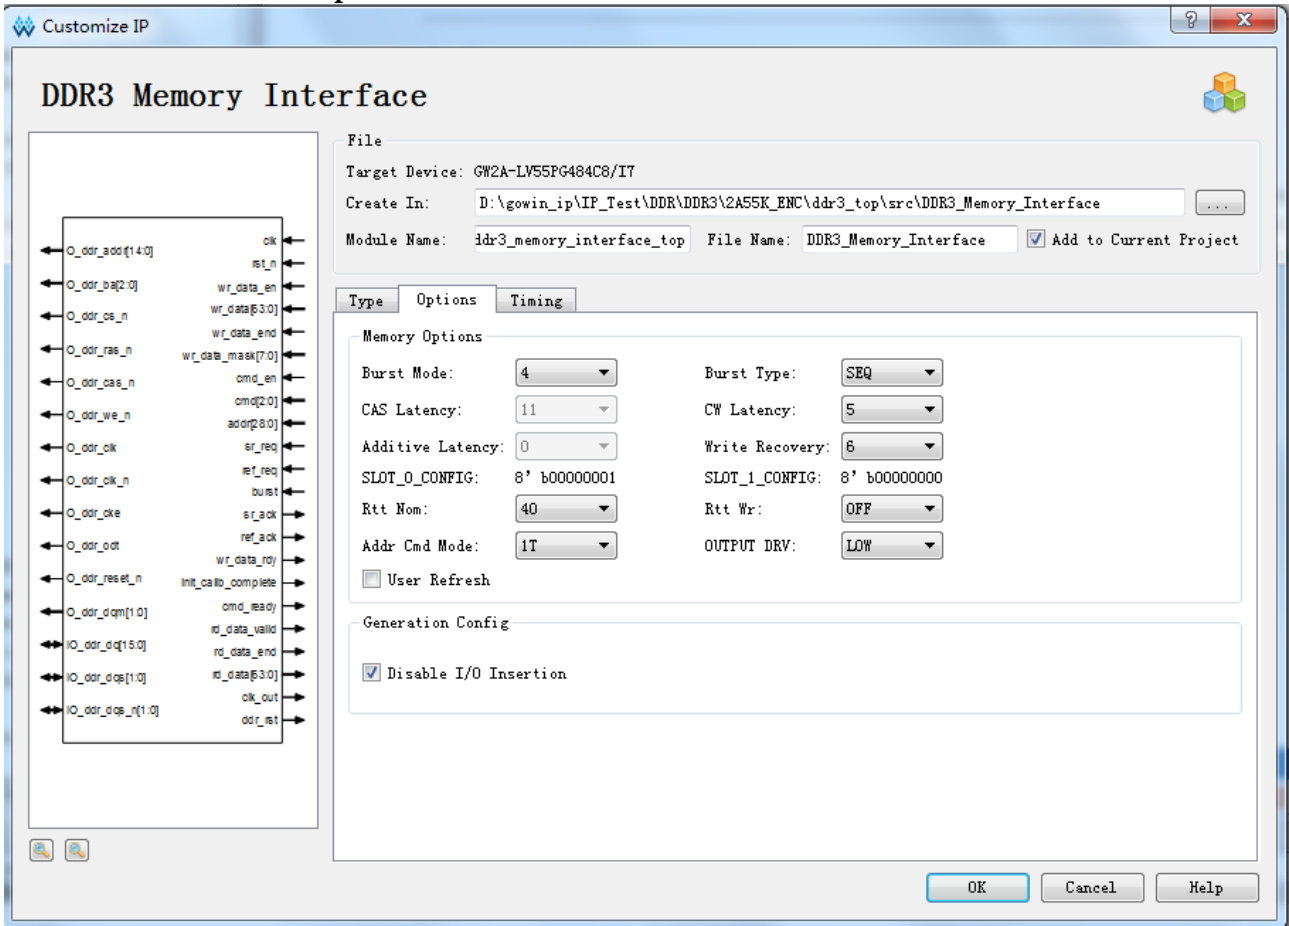 Customize IP
DDR3 Memory Interface
File
Target Device: GW2A-LV55PG484C8/I7
Create In: D:\gowin_ip\IP_Test\DDR\DDR3\2A55K_ENC\ddr3_top\src\DDR3_Memory_Interface ...
Module Name: ddr3_memory_interface_top File Name: DDR3_Memory_Interface Add to Current Project
Type Options Timing
Memory Options
Burst Mode: 4 Burst Type: SEQ
CAS Latency: 11 CW Latency: 5
Additive Latency: 0 Write Recovery: 6
SLOT_0_CONFIG: 8' b00000001 SLOT_1_CONFIG: 8' b00000000
Rtt Nom: 40 Rtt Wr: OFF
Addr Cmd Mode: 1T OUTPUT DRV: LOW
User Refresh
Generation Config
Disable I/O Insertion
O_ddr_addr[14:0]
O_ddr_ba[2:0]
O_ddr_cs_n
O_ddr_ras_n
O_ddr_cas_n
O_ddr_we_n
O_ddr_clk
O_ddr_clk_n
O_ddr_cke
O_ddr_odt
O_ddr_reset_n
O_ddr_dqm[1:0]
IO_ddr_dq[15:0]
IO_ddr_dqs[1:0]
IO_ddr_dqs_n[1:0]
clk
rst_n
wr_data_en
wr_data[63:0]
wr_data_end
wr_data_mask[7:0]
cmd_en
cmd[2:0]
addr[28:0]
sr_req
ref_req
burst
sr_ack
ref_ack
wr_data_rdy
init_calib_complete
cmd_ready
rd_data_valid
rd_data_end
rd_data[63:0]
clk_out
ddr_rst
OK Cancel Help